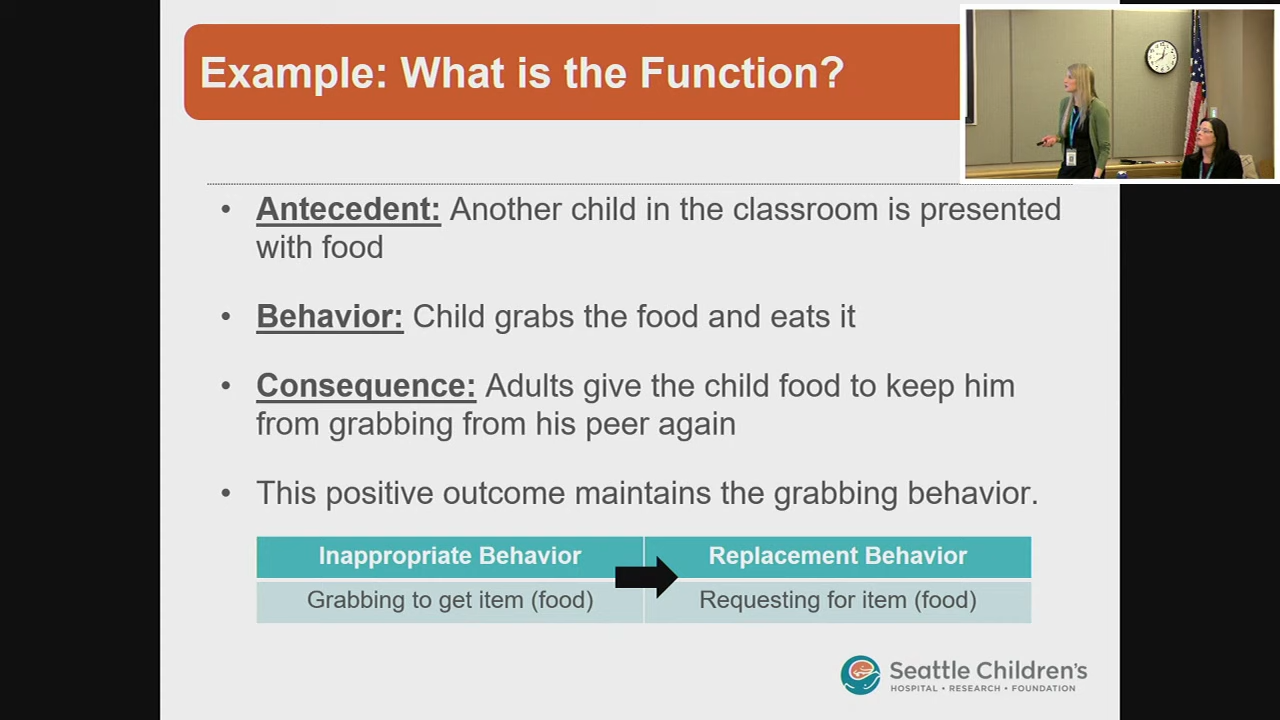 Example: What is the Function?
• Antecedent: Another child in the classroom is presented
with food
• Behavior: Child grabs the food and eats it
• Consequence: Adults give the child food to keep him
from grabbing from his peer again
• This positive outcome maintains the grabbing behavior.
Inappropriate Behavior
Replacement Behavior
Grabbing to get item (food)
Requesting for item (food)
Seattle Children's
HOSPITAL • RESEARCH • FOUNDATION